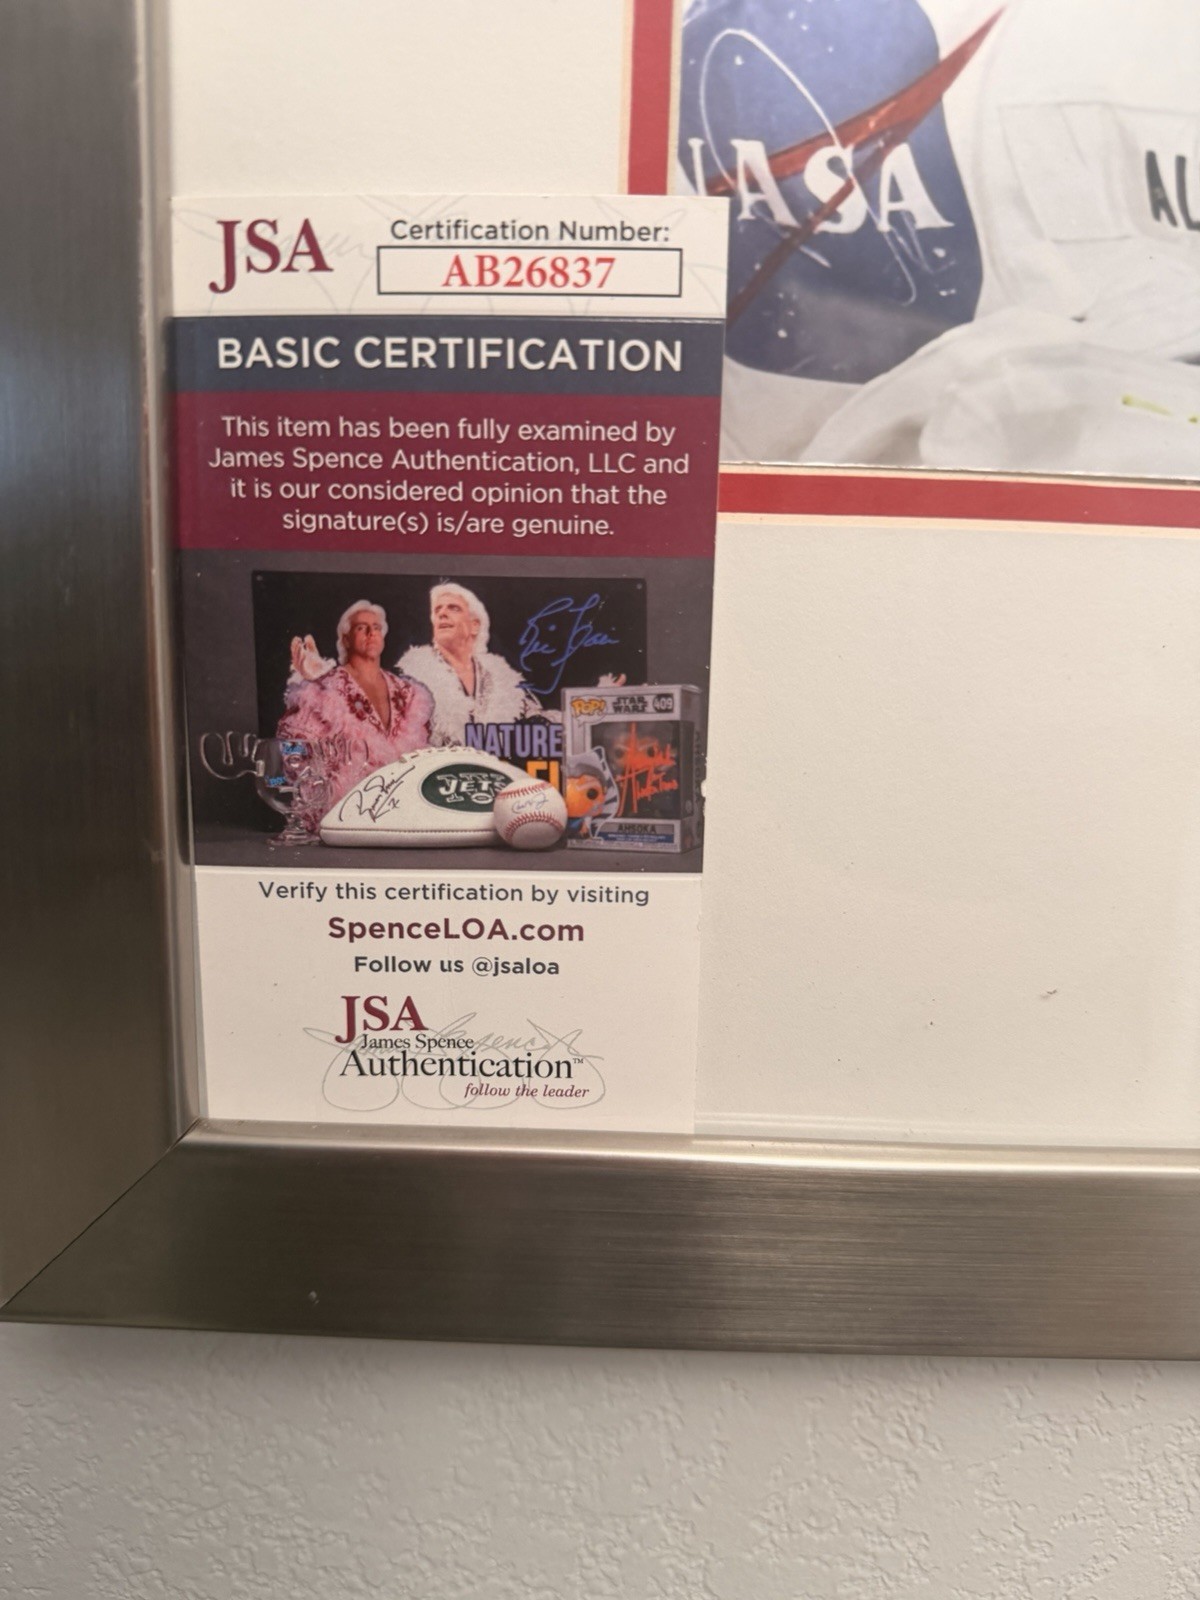 NASA
AL
JSA
Certification Number:
AB26837
BASIC CERTIFICATION
This item has been fully examined by
James Spence Authentication, LLC and
it is our considered opinion that the
signature(s) is/are genuine.
POP!
STAR
WARS
409
NATURE
JETS
AHSOKA
Verify this certification by visiting
SpenceLOA.com
Follow us @jsaloa
JSA
James Spence
Authentication™
follow the leader